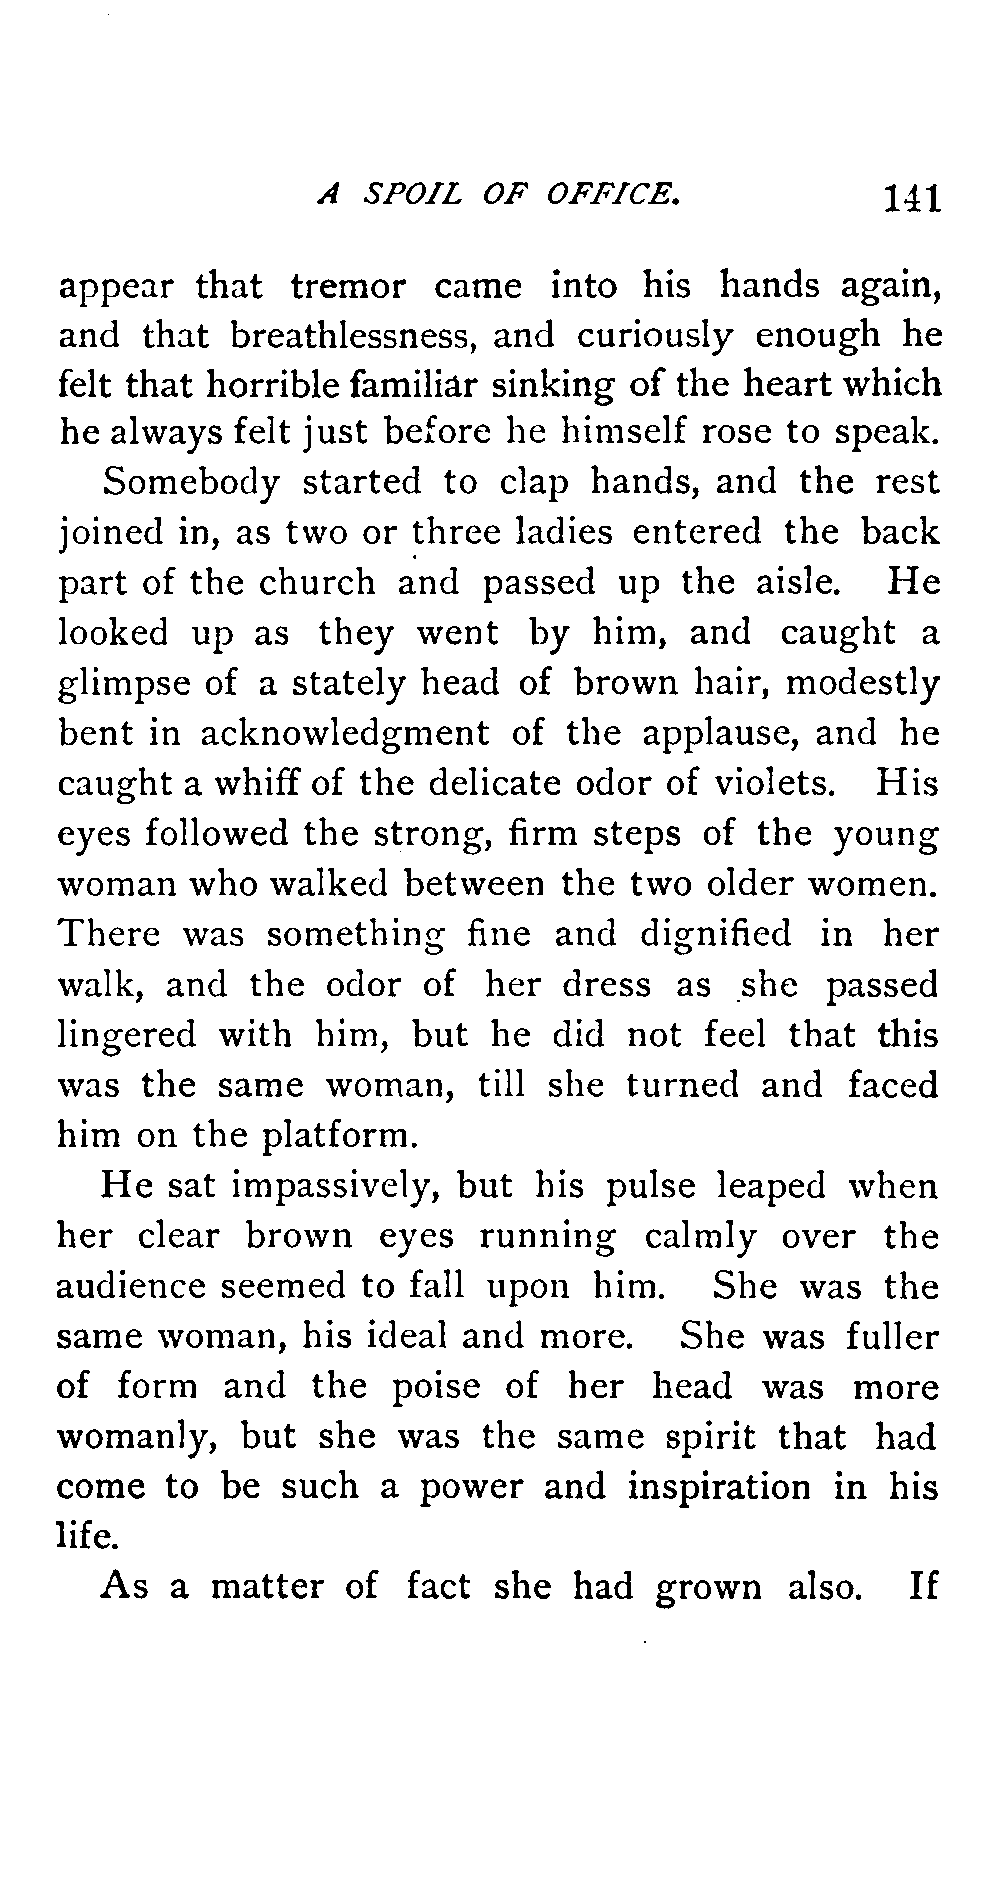 A SPOIL OF OFFICE. 141
appear that tremor came into his hands again,
and that breathlessness, and curiously enough he
felt that horrible familiar sinking of the heart which
he always felt just before he himself rose to speak.
Somebody started to clap hands, and the rest
joined in, as two or three ladies entered the back
part of the church and passed up the aisle. He
looked up as they went by him, and caught a
glimpse of a stately head of brown hair, modestly
bent in acknowledgment of the applause, and he
caught a whiff of the delicate odor of violets. His
eyes followed the strong, firm steps of the young
woman who walked between the two older women.
There was something fine and dignified in her
walk, and the odor of her dress as she passed
lingered with him, but he did not feel that this
was the same woman, till she turned and faced
him on the platform.
He sat impassively, but his pulse leaped when
her clear brown eyes running calmly over the
audience seemed to fall upon him. She was the
same woman, his ideal and more. She was fuller
of form and the poise of her head was more
womanly, but she was the same spirit that had
come to be such a power and inspiration in his
life.
As a matter of fact she had grown also. If